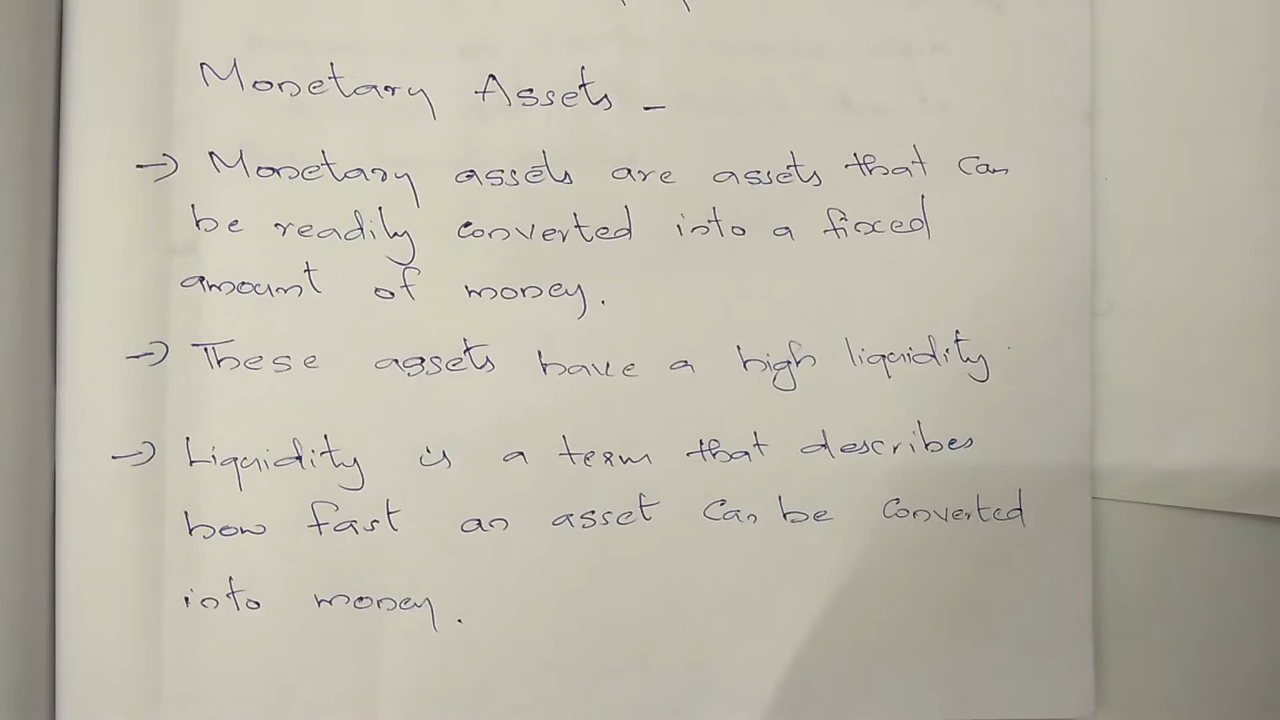 Monetary Assets -
→ Monetary assets are assets that can
be readily converted into a fixed
amount of money.
→ These assets have a high liquidity
→ Liquidity is a term that describes
how fast an asset can be converted
into money.